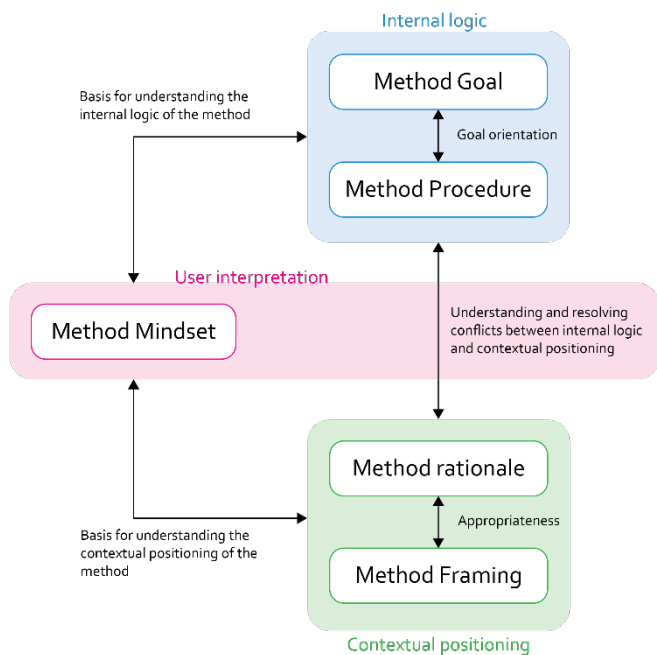 Internal logic
Method Goal
Basis for understanding the
internal logic of the method
Goal orientation
Method Procedure
User interpretation
Method Mindset
Understanding and resolving
conflicts between internal logic
and contextual positioning
Method rationale
Appropriateness
Basis for understanding the
contextual positioning of the
method
Method Framing
Contextual positioning